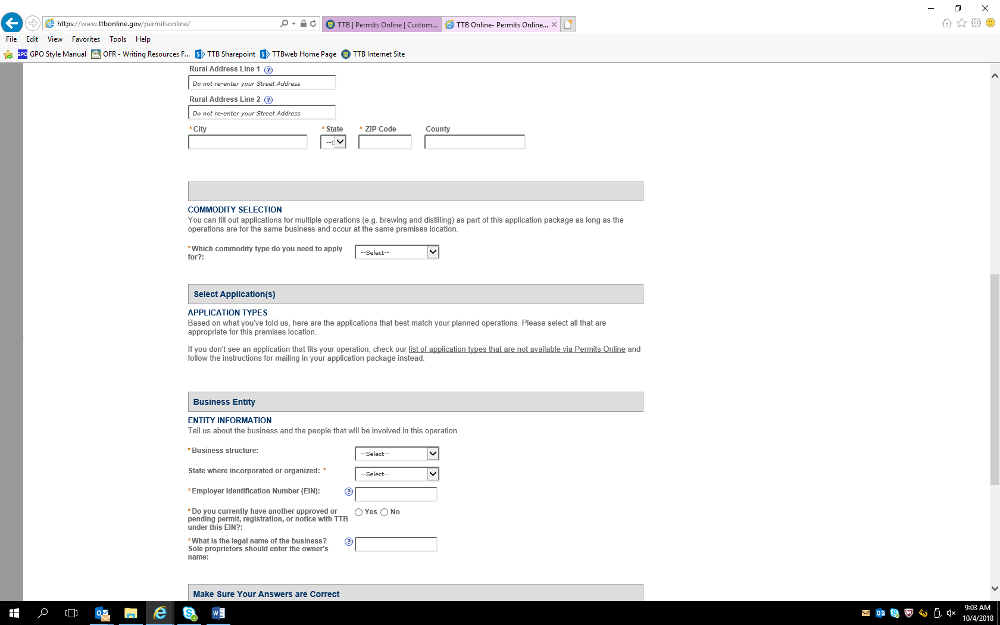 https://www.ttbonline.gov/permitsonline/
TTB | Permits Online | Custom...
TTB Online- Permits Online...
File Edit View Favorites Tools Help
GPO Style Manual OFR - Writing Resources F... TTB Sharepoint TTBweb Home Page TTB Internet Site
Rural Address Line 1
Do not re-enter your Street Address
Rural Address Line 2
Do not re-enter your Street Address
*City * State * ZIP Code County
COMMODITY SELECTION
You can fill out applications for multiple operations (e.g. brewing and distilling) as part of this application package as long as the
operations are for the same business and occur at the same premises location.
*Which commodity type do you need to apply
for?:
--Select--
Select Application(s)
APPLICATION TYPES
Based on what you've told us, here are the applications that best match your planned operations. Please select all that are
appropriate for this premises location.
If you don't see an application that fits your operation, check our list of application types that are not available via Permits Online and
follow the instructions for mailing in your application package instead.
Business Entity
ENTITY INFORMATION
Tell us about the business and the people that will be involved in this operation.
*Business structure: --Select--
State where incorporated or organized: * --Select--
*Employer Identification Number (EIN):
*Do you currently have another approved or
pending permit, registration, or notice with TTB
under this EIN?:
Yes No
*What is the legal name of the business?
Sole proprietors should enter the owner's
name:
Make Sure Your Answers are Correct
9:03 AM
10/4/2018